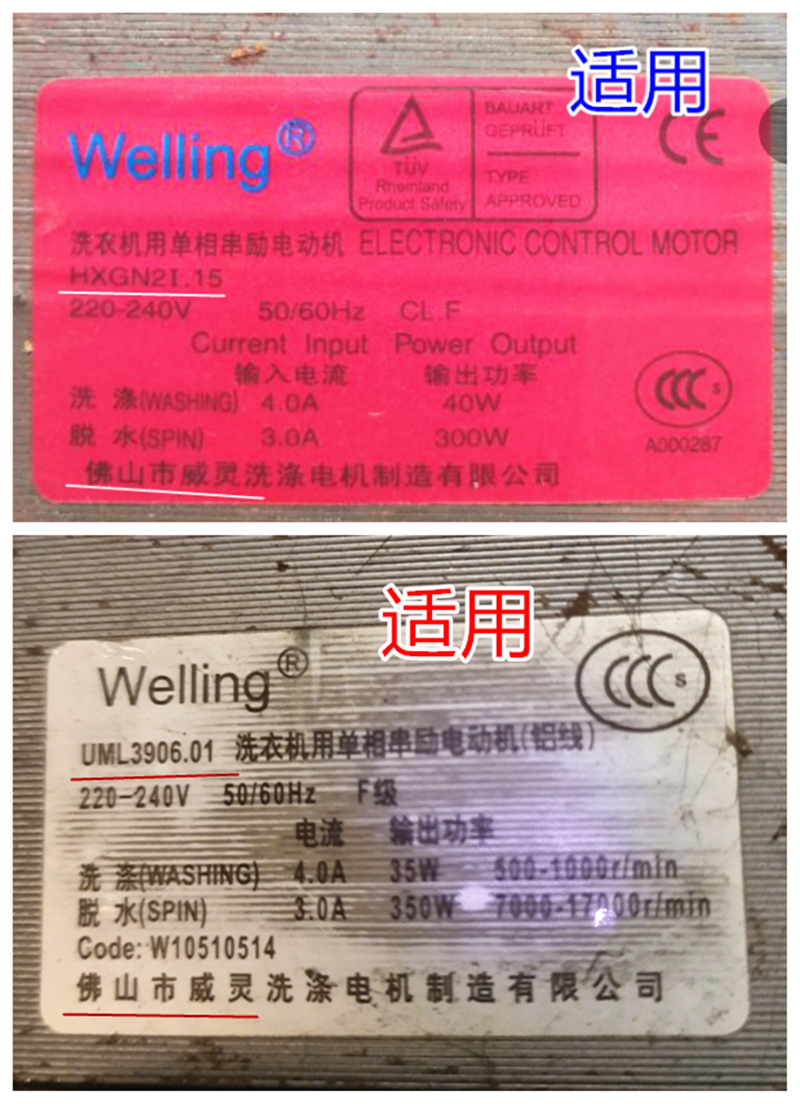 适用
Welling®
TÜV
Rheinland
Product Safety
BAUART
GEPRÜFT
TYPE
APPROVED
CE
洗衣机用单相串励电动机 ELECTRONIC CONTROL MOTOR
HXGN2I.15
220-240V 50/60Hz CL.F
Current Input Power Output
输入电流 输出功率
洗 涤(WASHING) 4.0A 40W
脱 水(SPIN) 3.0A 300W
CCC S
A000287
佛山市威灵洗涤电机制造有限公司
适用
Welling®
CCC S
UML3906.01 洗衣机用单相串励电动机(铝线)
220-240V 50/60Hz F级
电流 输出功率
洗 涤(WASHING) 4.0A 35W 500-1000r/min
脱 水(SPIN) 3.0A 350W 7000-17000r/min
Code: W10510514
佛山市威灵洗涤电机制造有限公司